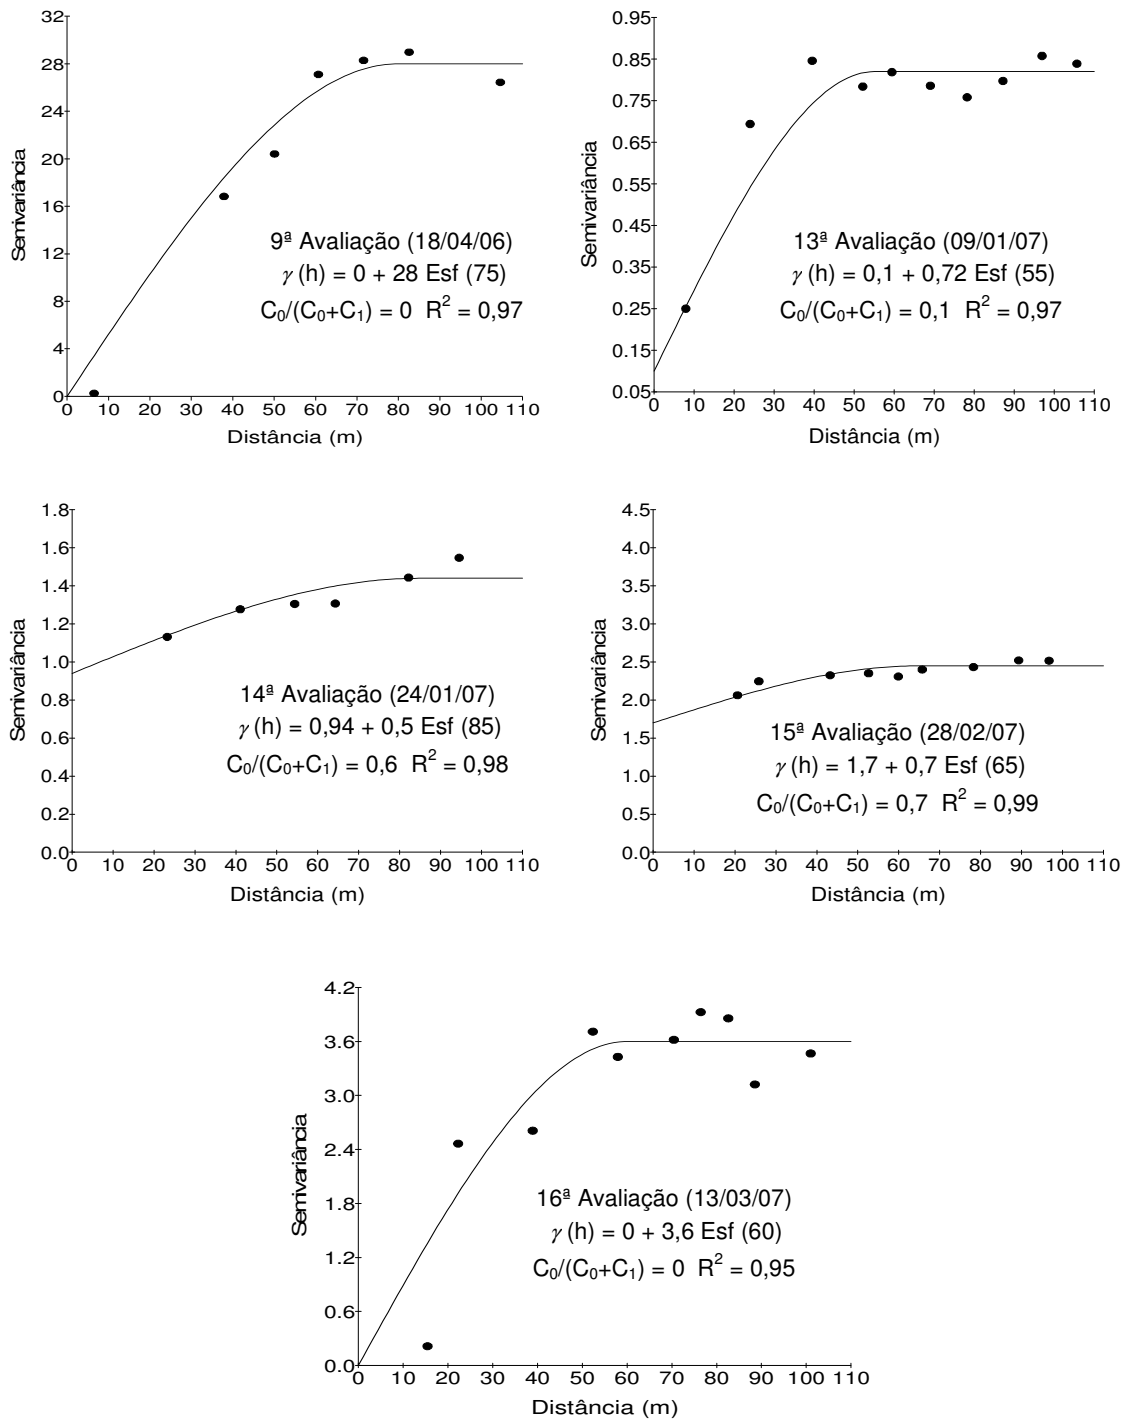 32
28
24
20
16
12
8
4
0
Semivariância
9ª Avaliação (18/04/06)
γ (h) = 0 + 28 Esf (75)
C₀/(C₀+C₁) = 0 R² = 0,97
0 10 20 30 40 50 60 70 80 90 100 110
Distância (m)
0.95
0.85
0.75
0.65
0.55
0.45
0.35
0.25
0.15
0.05
Semivariância
13ª Avaliação (09/01/07)
γ (h) = 0,1 + 0,72 Esf (55)
C₀/(C₀+C₁) = 0,1 R² = 0,97
0 10 20 30 40 50 60 70 80 90 100 110
Distância (m)
1.8
1.6
1.4
1.2
1.0
0.8
0.6
0.4
0.2
0.0
Semivariância
14ª Avaliação (24/01/07)
γ (h) = 0,94 + 0,5 Esf (85)
C₀/(C₀+C₁) = 0,6 R² = 0,98
0 10 20 30 40 50 60 70 80 90 100 110
Distância (m)
4.5
4.0
3.5
3.0
2.5
2.0
1.5
1.0
0.5
0.0
Semivariância
15ª Avaliação (28/02/07)
γ (h) = 1,7 + 0,7 Esf (65)
C₀/(C₀+C₁) = 0,7 R² = 0,99
0 10 20 30 40 50 60 70 80 90 100 110
Distância (m)
4.2
3.6
3.0
2.4
1.8
1.2
0.6
0.0
Semivariância
16ª Avaliação (13/03/07)
γ (h) = 0 + 3,6 Esf (60)
C₀/(C₀+C₁) = 0 R² = 0,95
0 10 20 30 40 50 60 70 80 90 100 110
Distância (m)